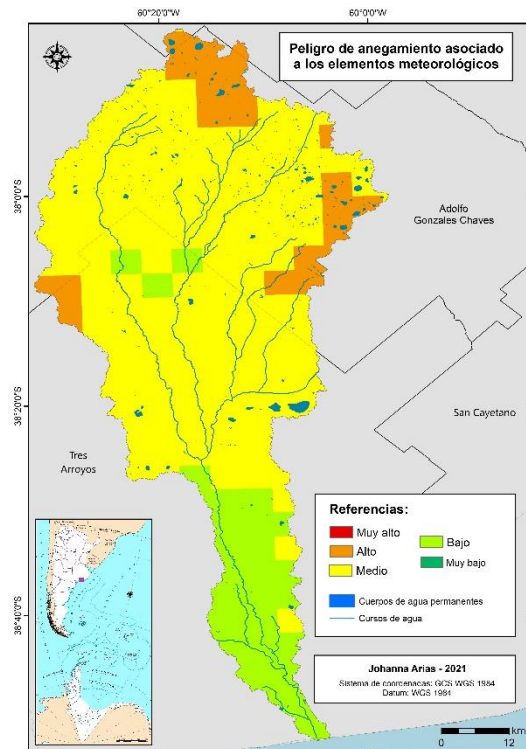 60°20'0"W
60°0'0"W
Peligro de anegamiento asociado
a los elementos meteorológicos
38°0'0"S
Adolfo
Gonzales Chaves
38°20'0"S
San Cayetano
Tres
Arroyos
Referencias:
Muy alto
Alto
Medio
Bajo
Muy bajo
Cuerpos de agua permanentes
Cursos de agua
38°40'0"S
Johanna Arias - 2021
Sistema de coordenadas: GCS WGS 1984
Datum: WGS 1984
km
0
12